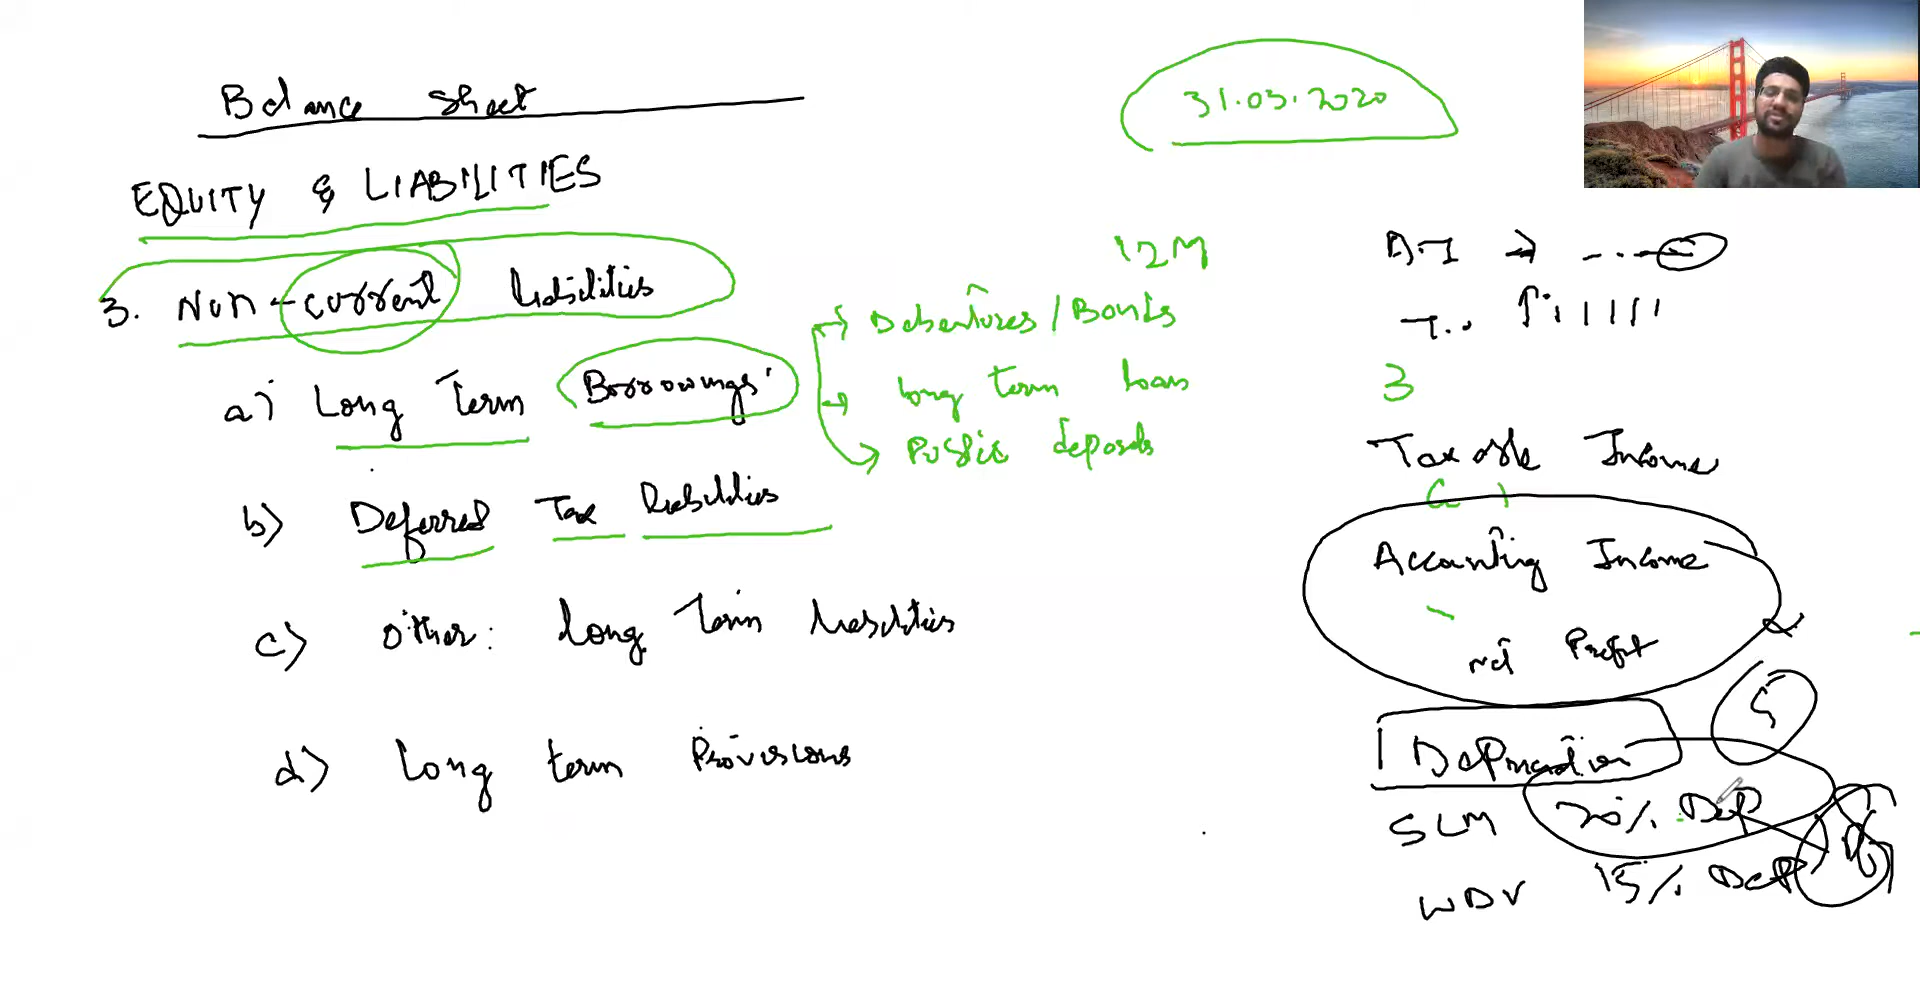 Balance Sheet
31.03.2020
EQUITY & LIABILITIES
3. Non-current liabilities
12M
a) Long Term Borrowings
→ Debentures / Bonds
→ long term loan
→ Public deposits
b) Deferred Tax Liabilities
c) other: Long Term Liabilities
d) Long term Provisions
3
Taxable Income
Accounting Income
net Profit
Depreciation
SLM 20% Dep
WDV 15% Dep